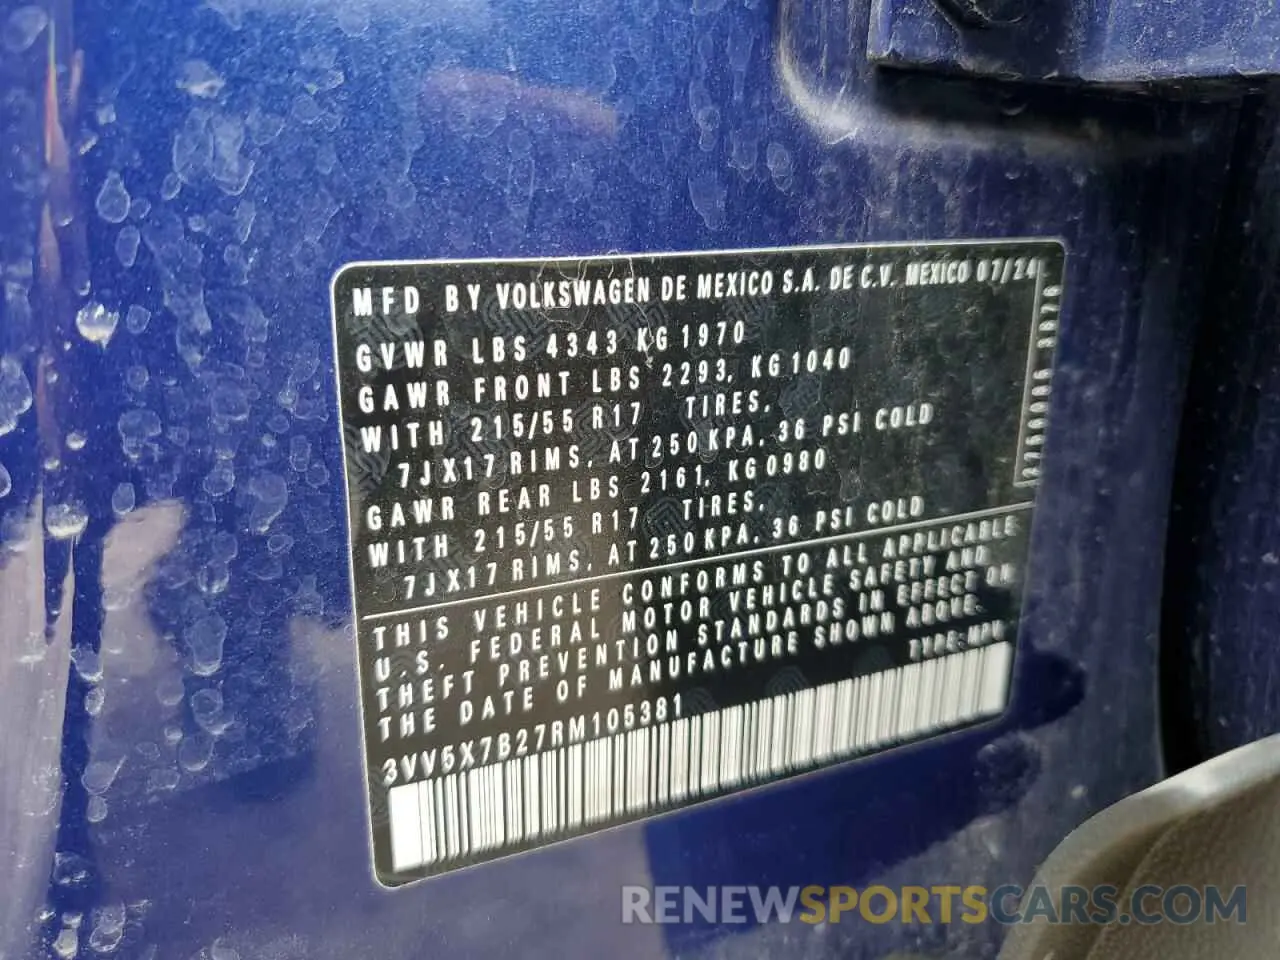 MFD BY VOLKSWAGEN DE MEXICO S.A. DE C.V. MEXICO 07/24
GVWR LBS 4343 KG 1970
GAWR FRONT LBS 2293, KG 1040
WITH 215/55 R17 TIRES,
7JX17 RIMS, AT 250 KPA, 36 PSI COLD
GAWR REAR LBS 2161, KG 0980
WITH 215/55 R17 TIRES,
7JX17 RIMS, AT 250 KPA, 36 PSI COLD
THIS VEHICLE CONFORMS TO ALL APPLICABLE
U.S. FEDERAL MOTOR VEHICLE SAFETY AND
THEFT PREVENTION STANDARDS IN EFFECT ON
THE DATE OF MANUFACTURE SHOWN ABOVE.
TYPE: MPV
3VV5X7B27RM105381
RENEWSPORTSCARS.COM